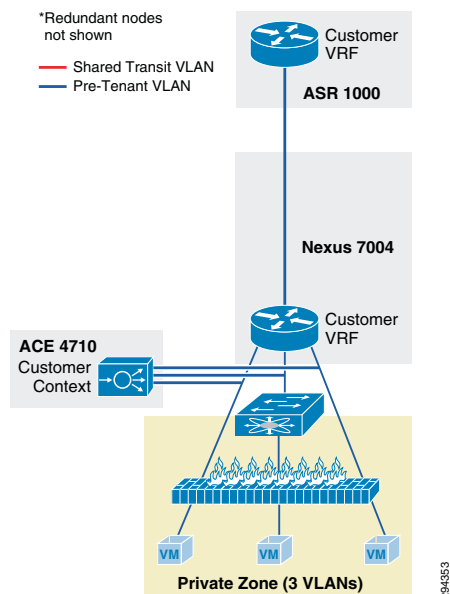 *Redundant nodes
not shown
Shared Transit VLAN
Pre-Tenant VLAN
Customer
VRF
ASR 1000
Nexus 7004
Customer
VRF
ACE 4710
Customer
Context
VM
VM
VM
Private Zone (3 VLANs)
294353